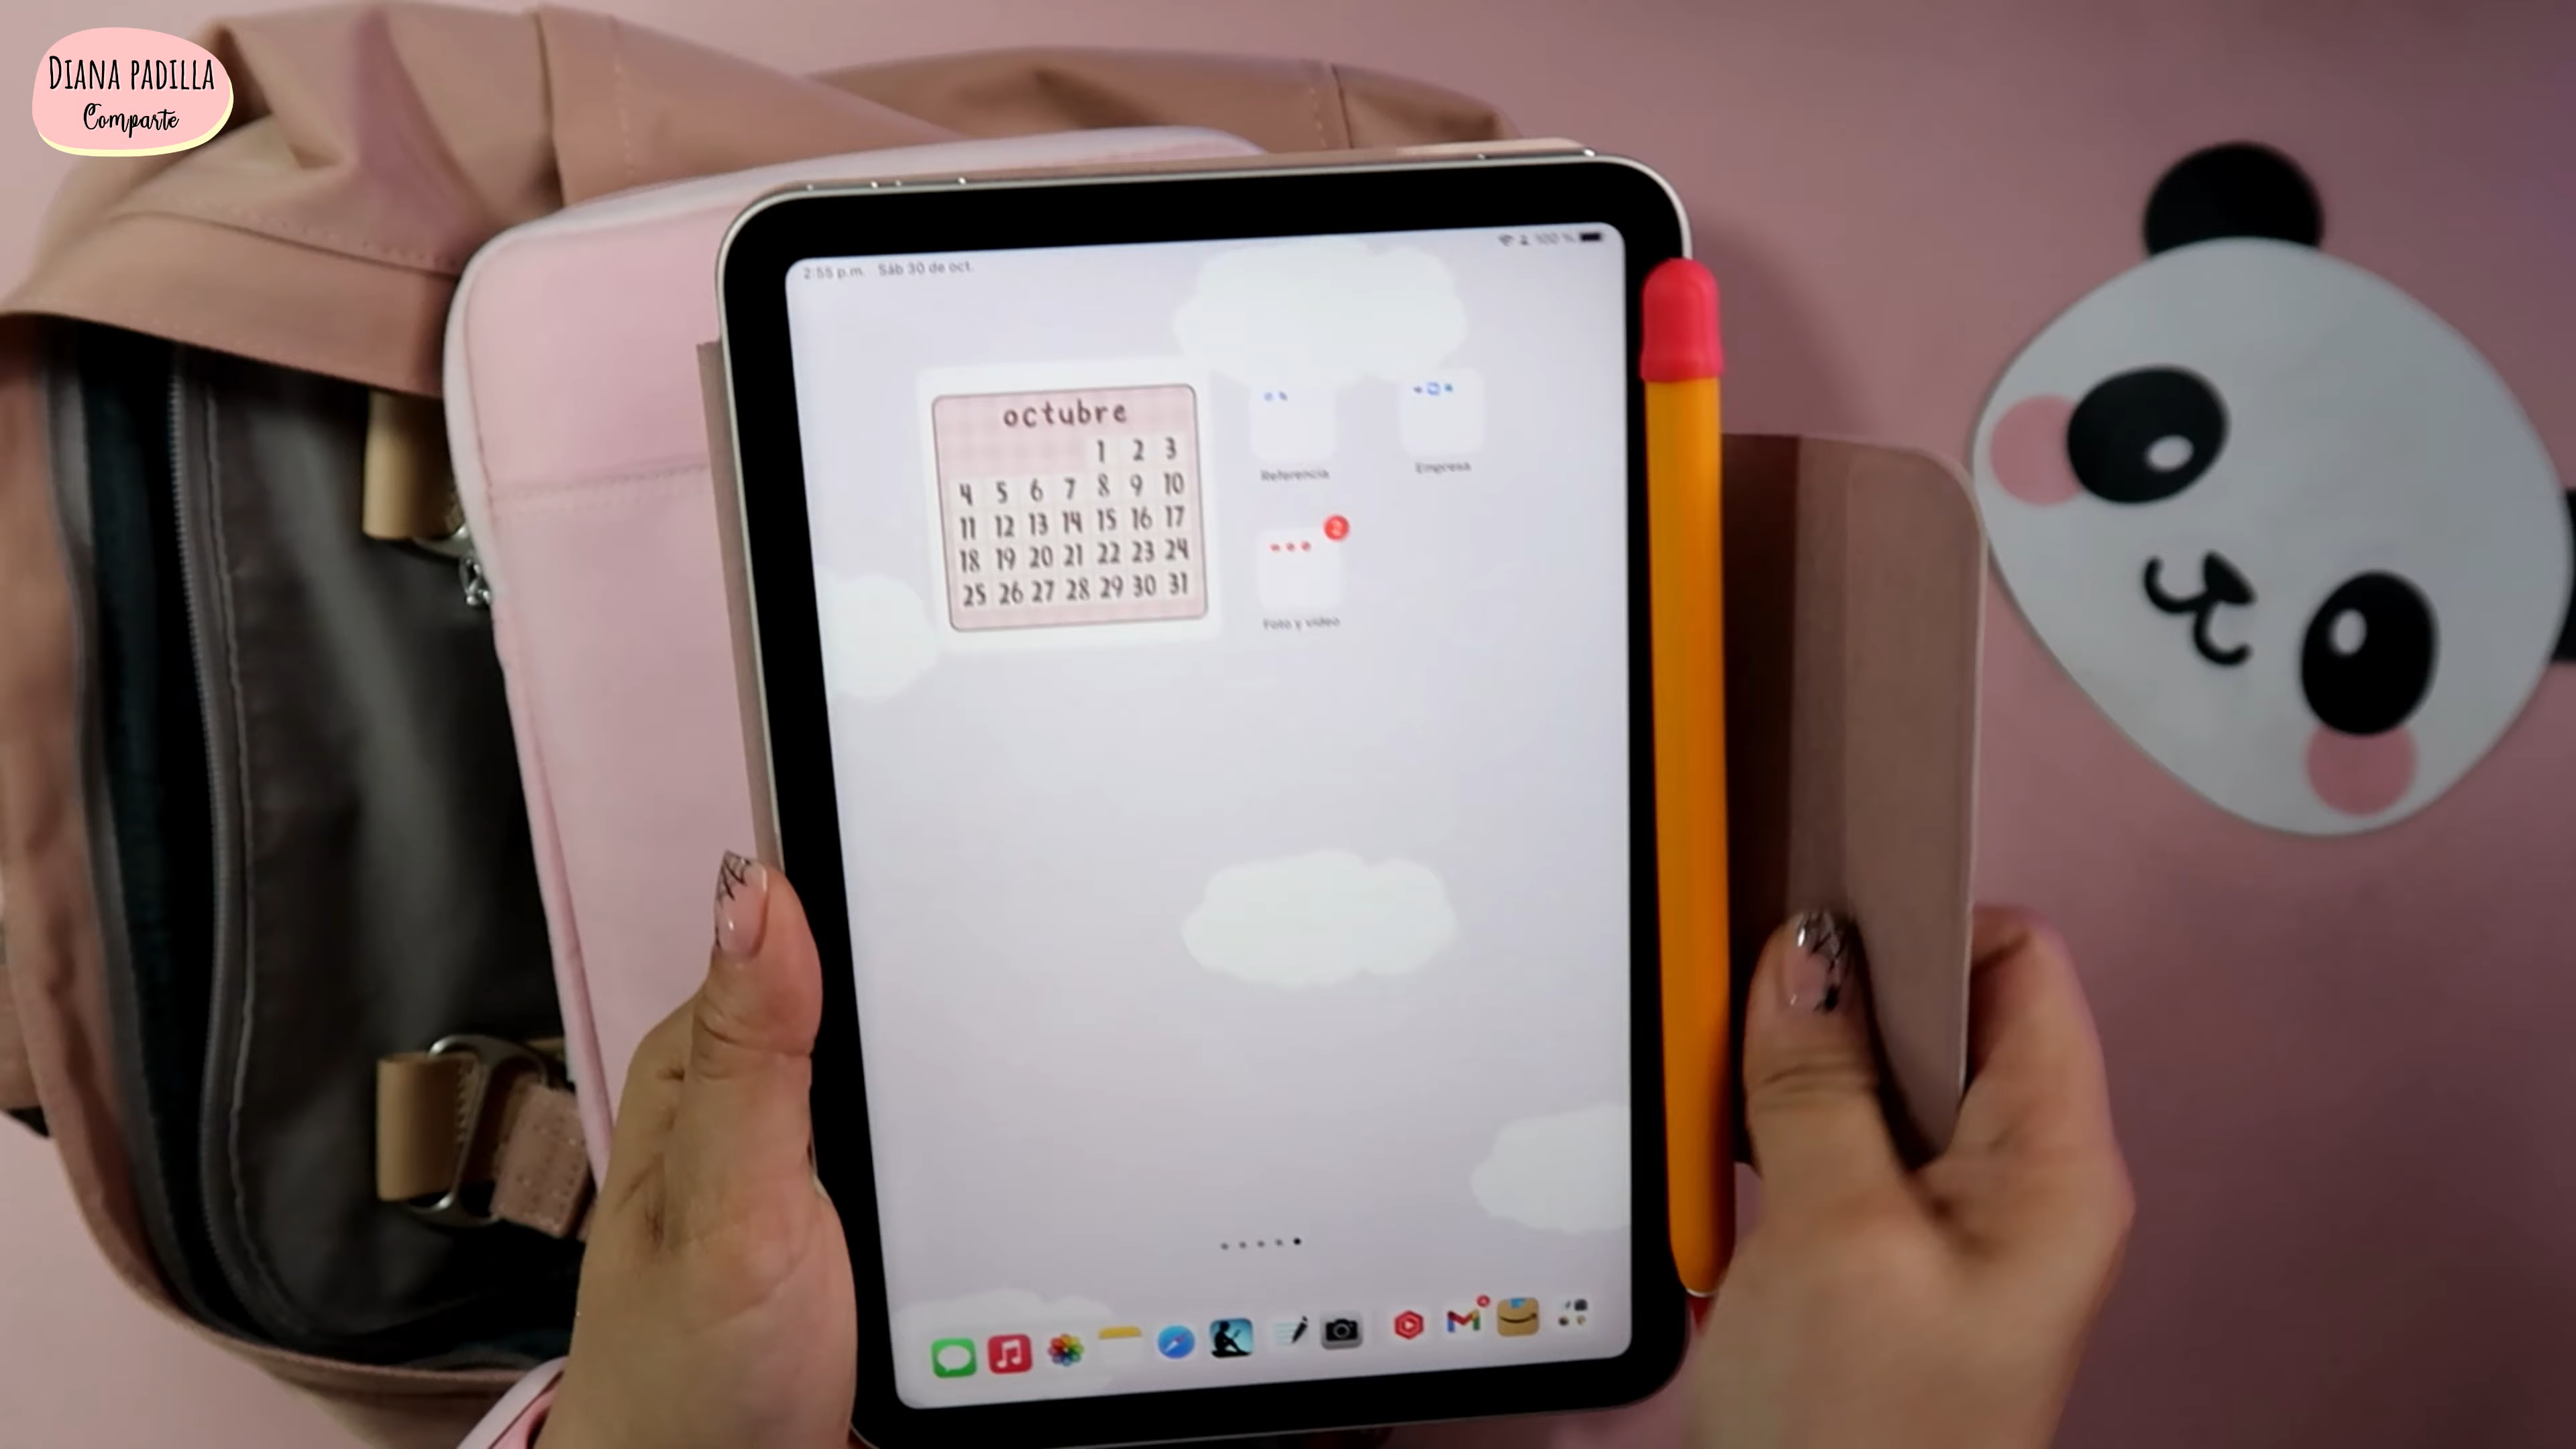 DIANA PADILLA
Comparte
2:55 p.m. Sáb 30 de oct.
100 %
octubre
1 2 3
4 5 6 7 8 9 10
11 12 13 14 15 16 17
18 19 20 21 22 23 24
25 26 27 28 29 30 31
Referencia
Empresa
2
Foto y video